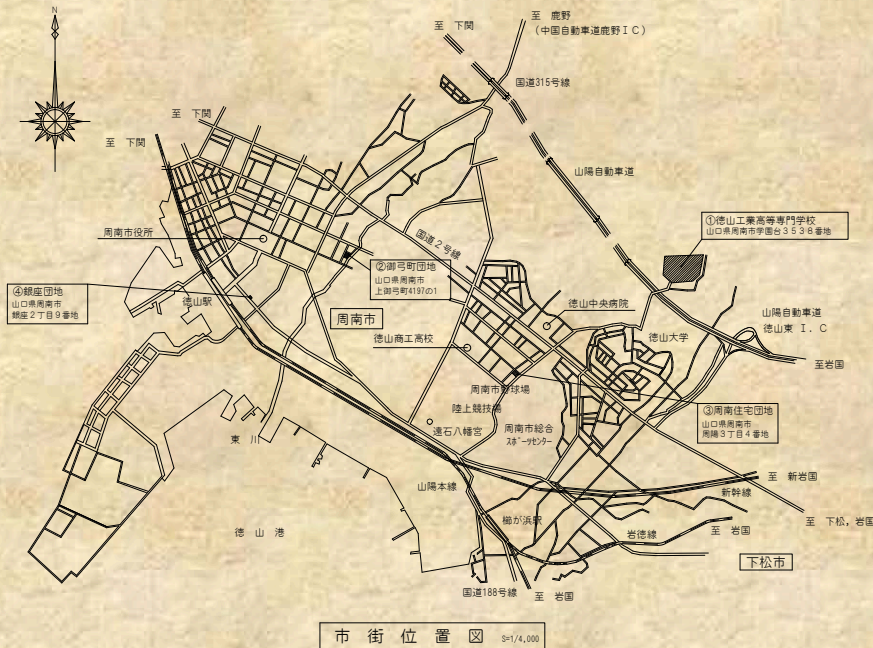 N
至 下関
至 鹿野
(中国自動車道鹿野IC)
国道315号線
至 下関
至 下関
山陽自動車道
①徳山工業高等専門学校
山口県周南市学園台3538番地
周南市役所
国道2号線
②御弓町団地
山口県周南市
上御弓町4197の1
④銀座団地
山口県周南市
銀座2丁目9番地
徳山駅
周南市
徳山中央病院
山陽自動車道
徳山東 I.C
徳山商工高校
徳山大学
至岩国
周南市野球場
陸上競技場
遠石八幡宮
周南市総合
スポーツセンター
③周南住宅団地
山口県周南市
周陽3丁目4番地
東川
山陽本線
至 新岩国
新幹線
至 下松,岩国
徳山港
櫛が浜駅
岩徳線
至 岩国
下松市
国道188号線
至 岩国
市街位置図 S=1/4,000